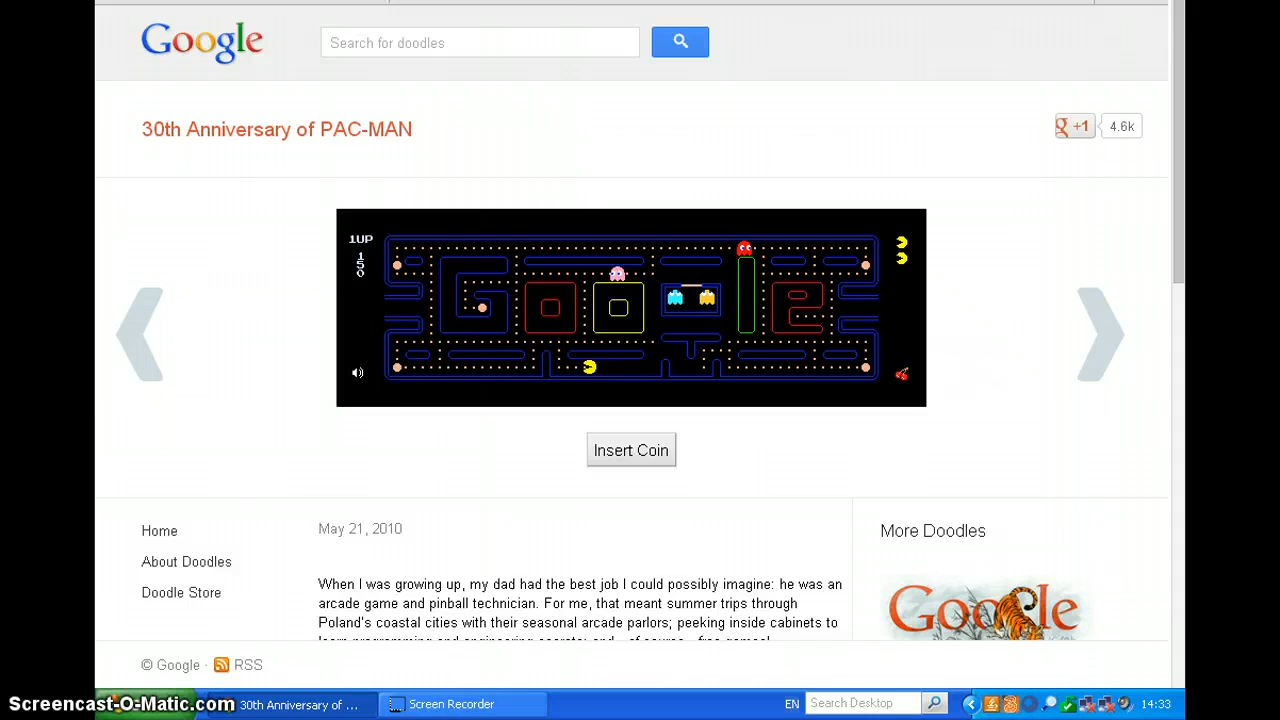 Google
Search for doodles
30th Anniversary of PAC-MAN
+1 4.6k
1UP
1
5
0
Insert Coin
Home
About Doodles
Doodle Store
May 21, 2010
When I was growing up, my dad had the best job I could possibly imagine: he was an
arcade game and pinball technician. For me, that meant summer trips through
Poland's coastal cities with their seasonal arcade parlors; peeking inside cabinets to
More Doodles
Google
© Google · RSS
Screencast-O-Matic.com
30th Anniversary of ...
Screen Recorder
EN
Search Desktop
14:33